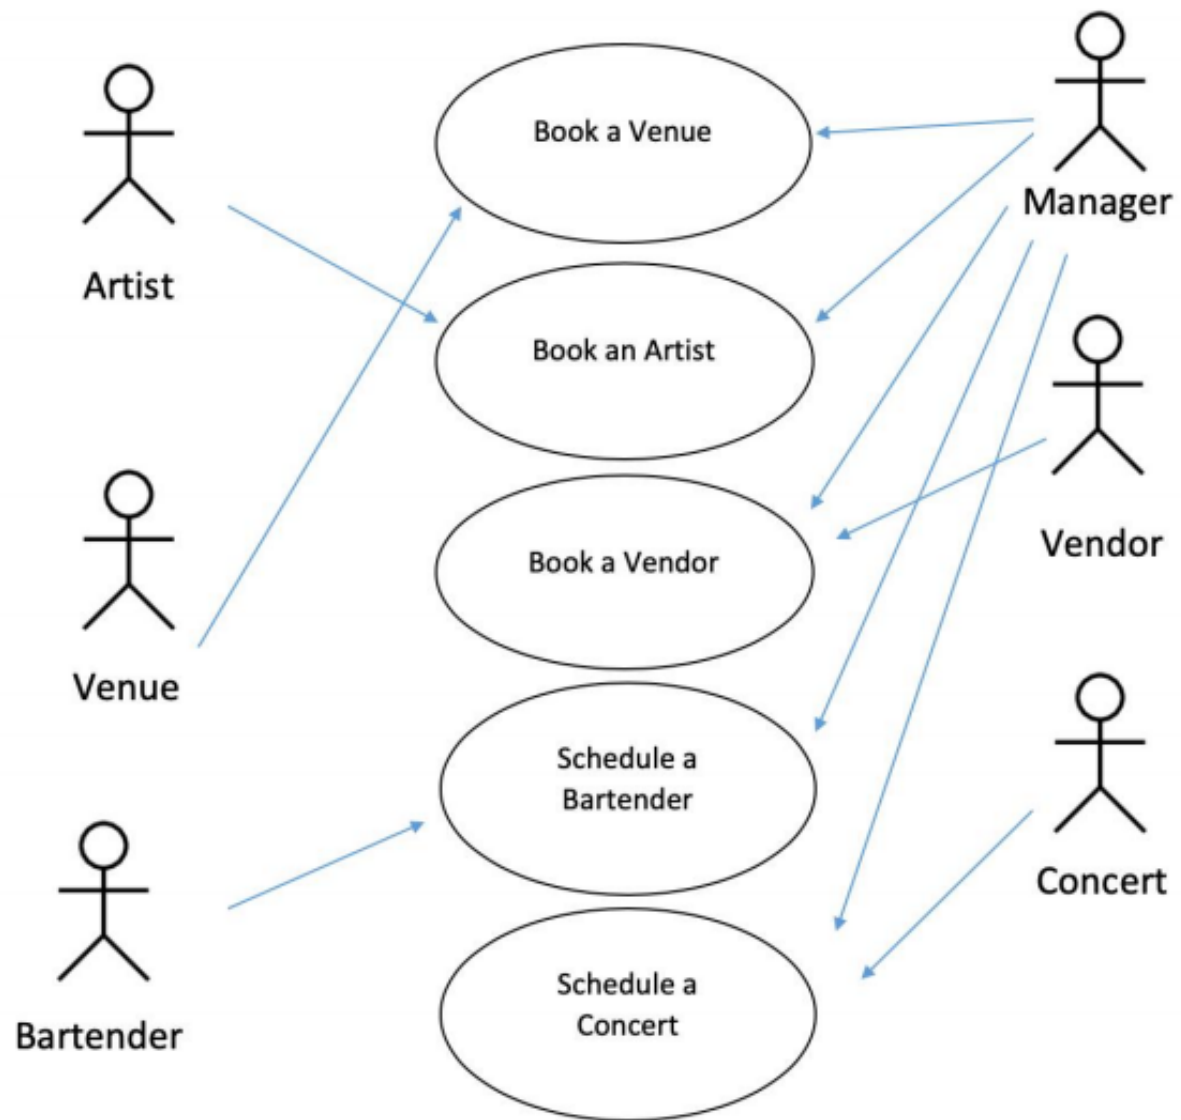 Book a Venue
Manager
Artist
Book an Artist
Vendor
Book a Vendor
Venue
Schedule a
Bartender
Concert
Schedule a
Concert
Bartender